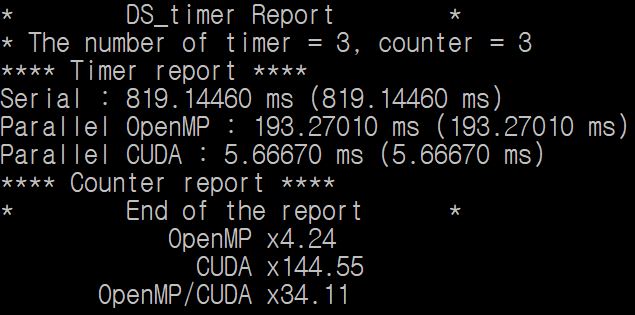 *        DS_timer Report        *
* The number of timer = 3, counter = 3
**** Timer report ****
Serial : 819.14460 ms (819.14460 ms)
Parallel OpenMP : 193.27010 ms (193.27010 ms)
Parallel CUDA : 5.66670 ms (5.66670 ms)
**** Counter report ****
*        End of the report        *
OpenMP x4.24
CUDA x144.55
OpenMP/CUDA x34.11